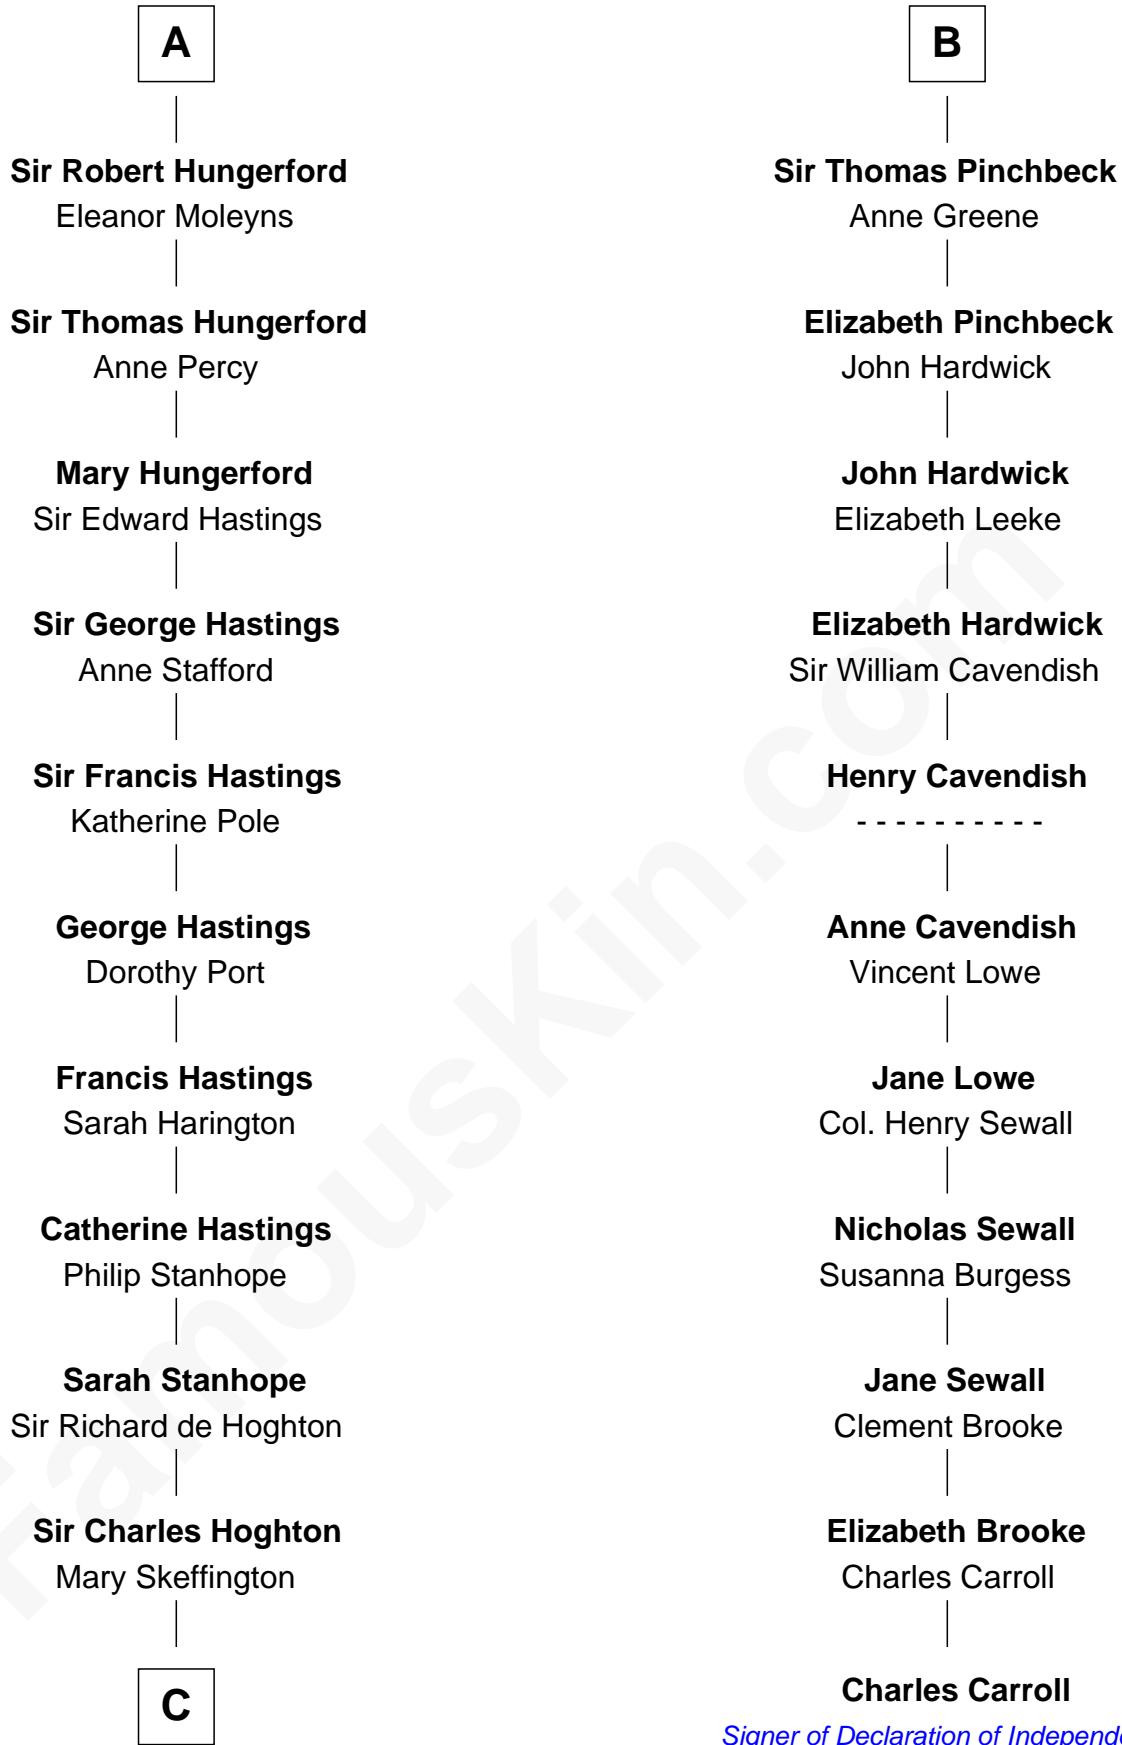 A
Sir Robert Hungerford
Eleanor Moleyns
Sir Thomas Hungerford
Anne Percy
Mary Hungerford
Sir Edward Hastings
Sir George Hastings
Anne Stafford
Sir Francis Hastings
Katherine Pole
George Hastings
Dorothy Port
Francis Hastings
Sarah Harington
Catherine Hastings
Philip Stanhope
Sarah Stanhope
Sir Richard de Hoghton
Sir Charles Hoghton
Mary Skeffington
C
B
Sir Thomas Pinchbeck
Anne Greene
Elizabeth Pinchbeck
John Hardwick
John Hardwick
Elizabeth Leeke
Elizabeth Hardwick
Sir William Cavendish
Henry Cavendish
- - - - - - - - - -
Anne Cavendish
Vincent Lowe
Jane Lowe
Col. Henry Sewall
Nicholas Sewall
Susanna Burgess
Jane Sewall
Clement Brooke
Elizabeth Brooke
Charles Carroll
Charles Carroll
Signer of Declaration of
FamousKin.com